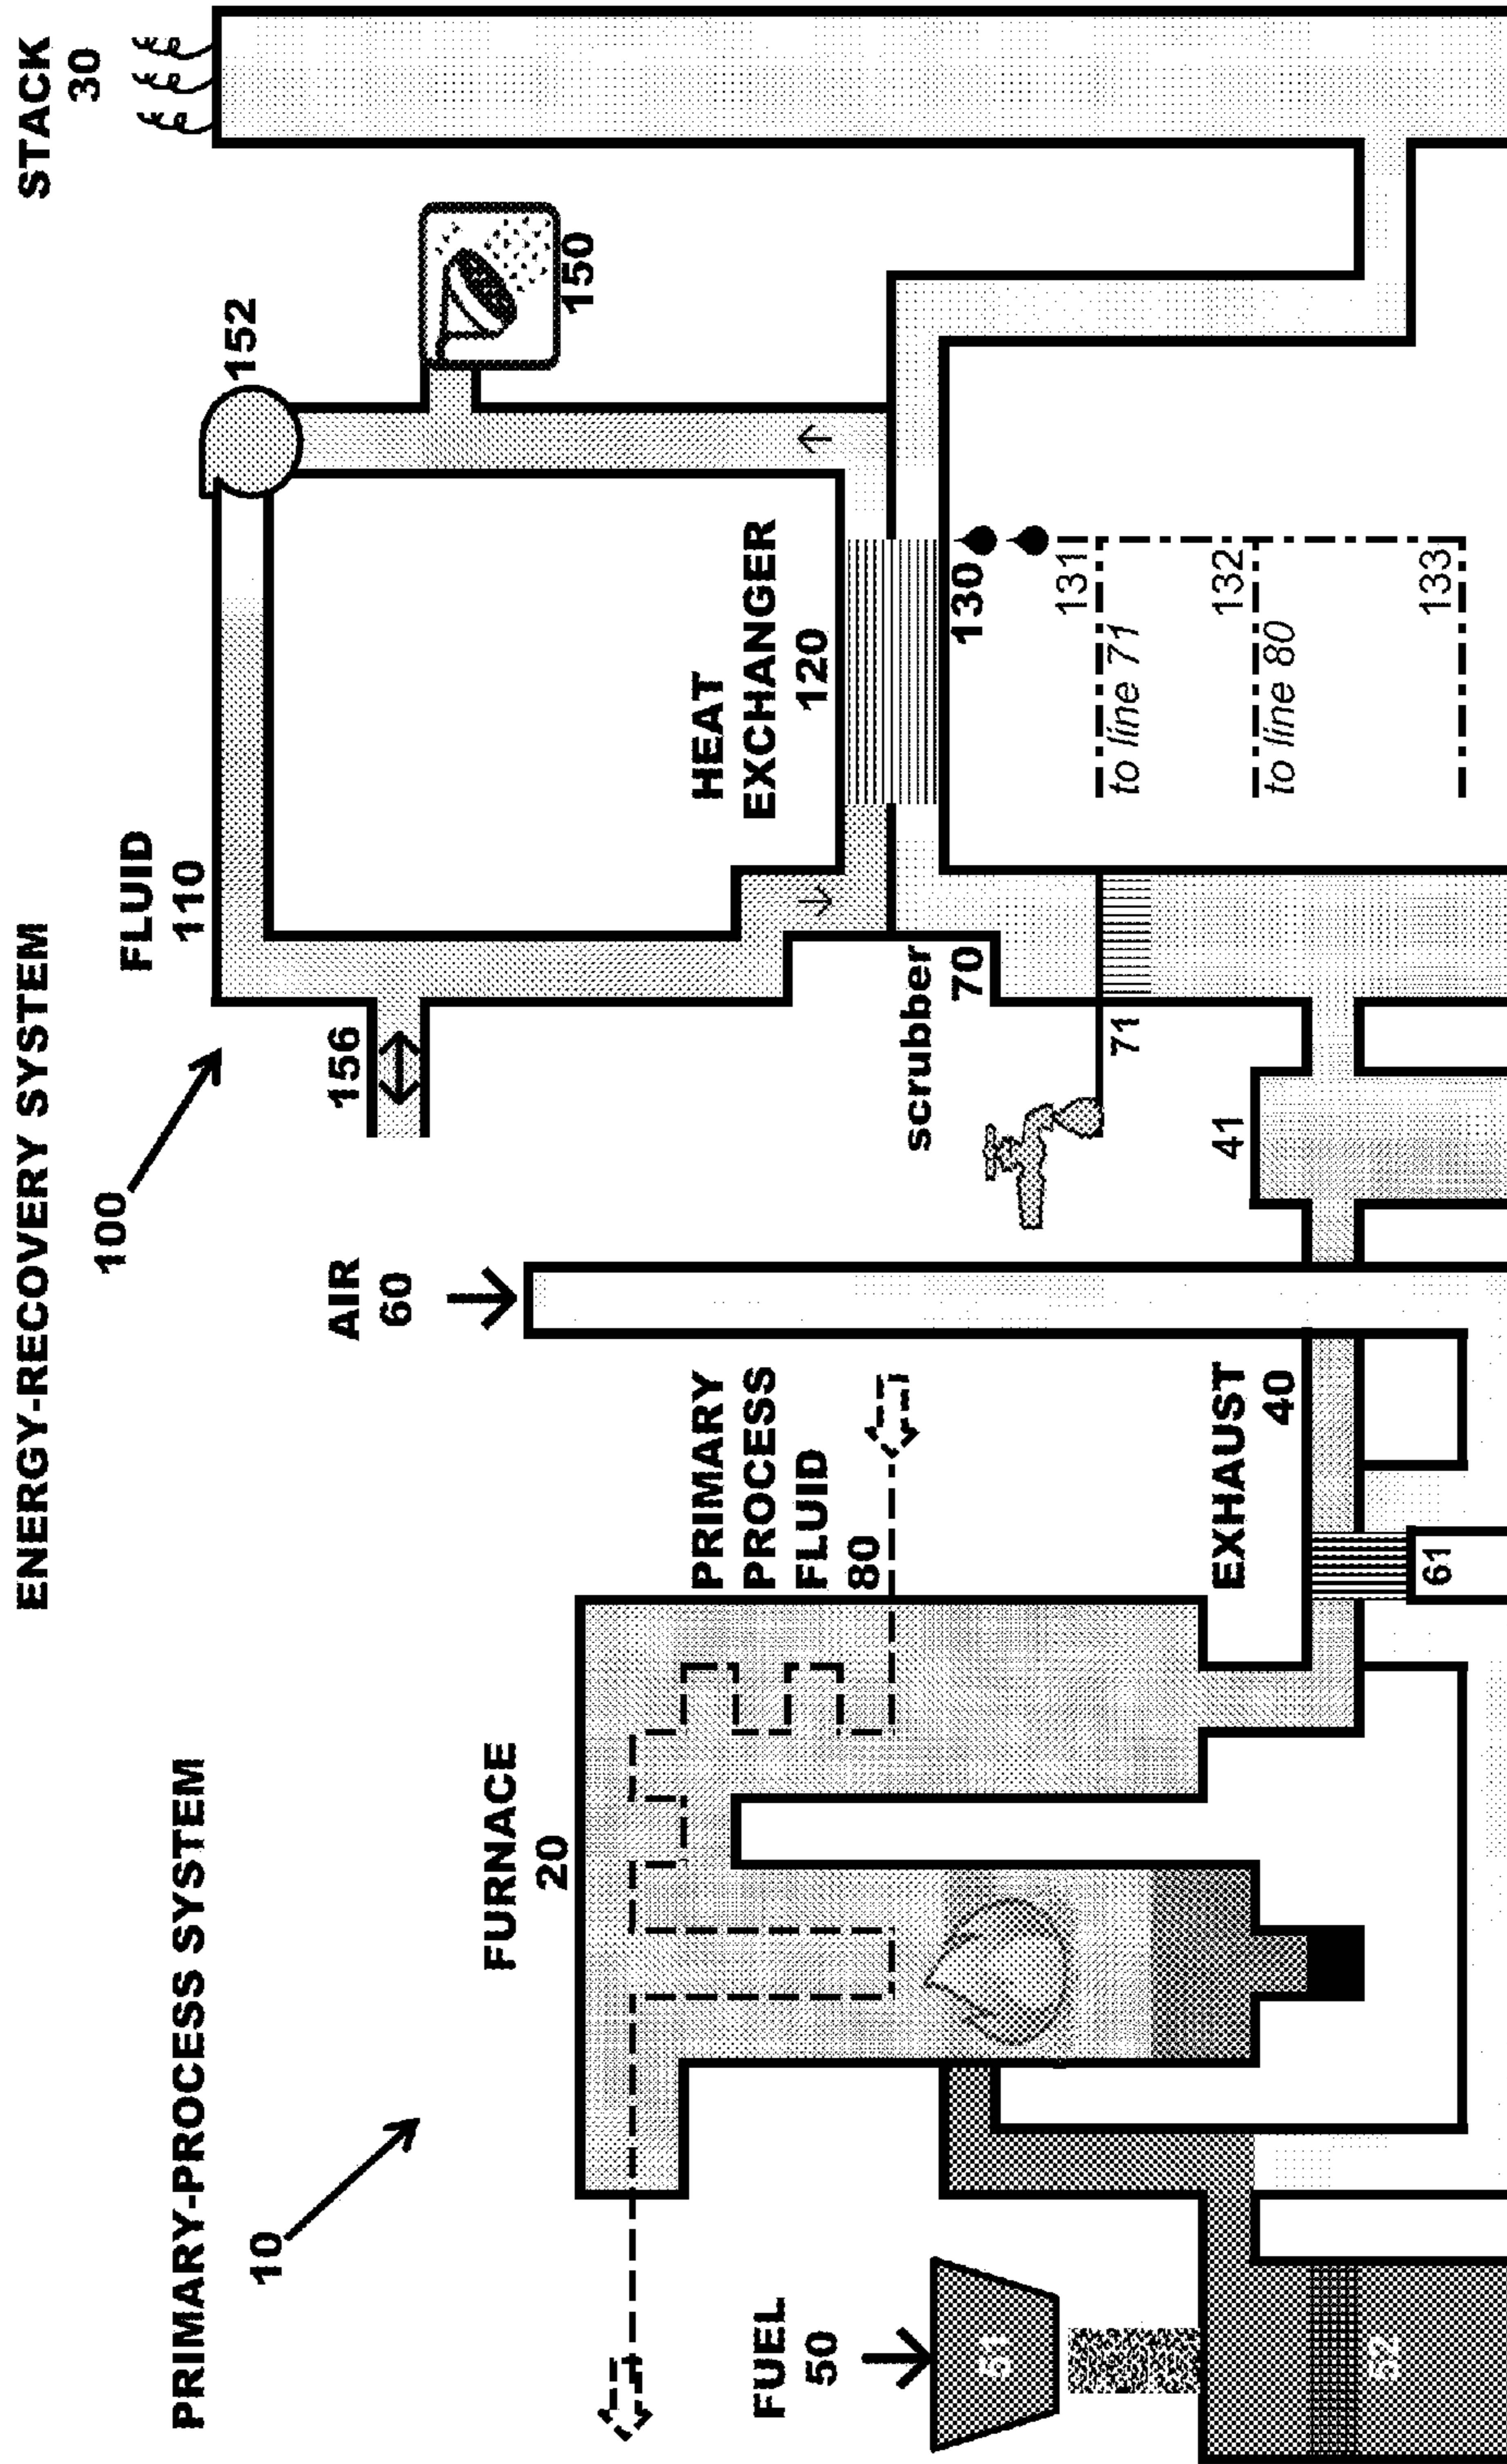 ENERGY-RECOVERY SYSTEM
100
STACK
30
PRIMARY-PROCESS SYSTEM
10
FLUID
110
152
156
150
AIR
60
FURNACE
20
HEAT
EXCHANGER
120
PRIMARY
PROCESS
FLUID
80
FUEL
50
51
52
scrubber
70
71
130
131
to line 71
132
to line 80
133
EXHAUST
40
41
61